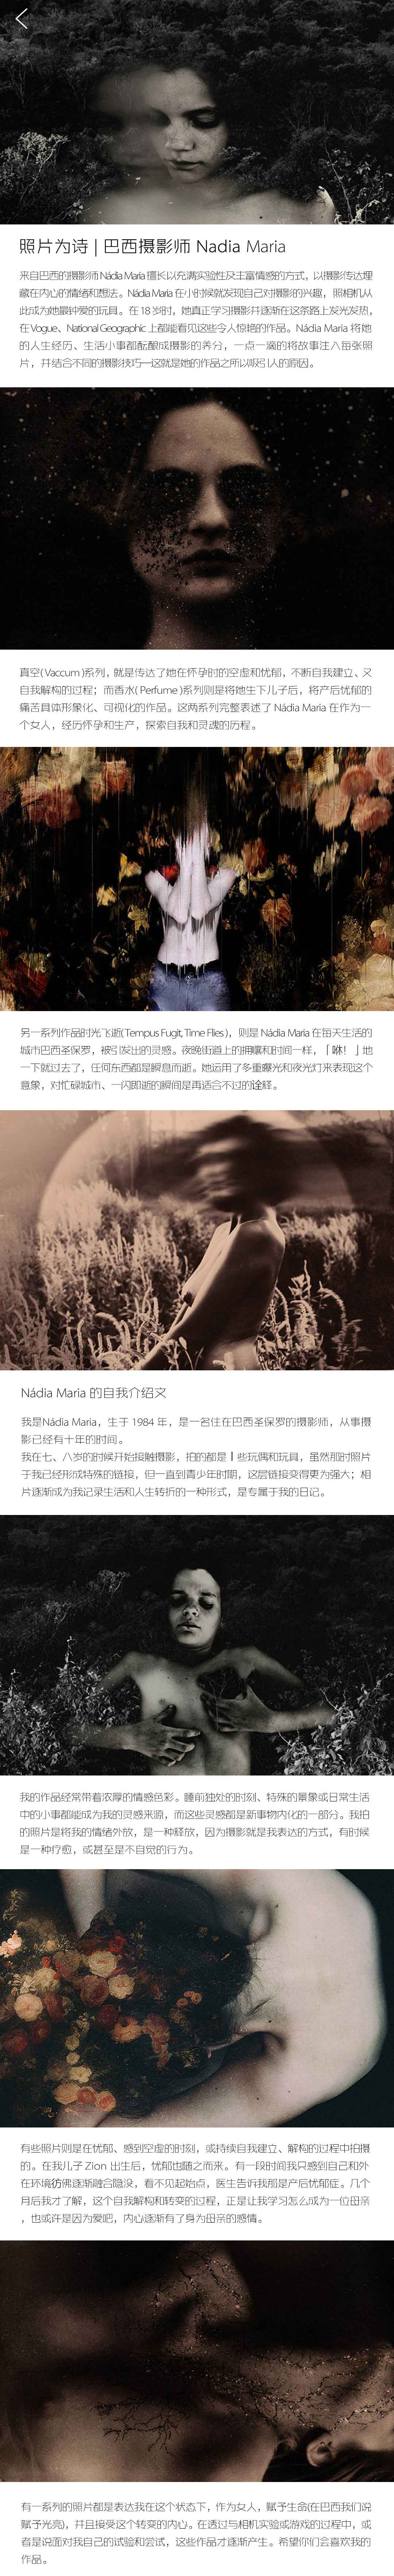 照片为诗 | 巴西摄影师 Nadia Maria
来自巴西的摄影师 Nádia Maria 擅长以充满实验性及丰富情感的方式，以摄影传达埋
藏在内心的情绪和想法。Nádia Maria 在小时候就发现自己对摄影的兴趣，照相机从
此成为她最钟爱的玩具。在 18 岁时，她真正学习摄影并逐渐在这条路上发光发热，
在 Vogue、National Geographic 上都能看见这些令人惊艳的作品。Nádia Maria 将她
的人生经历、生活小事都酝酿成摄影的养分，一点一滴的将故事注入每张照
片，并结合不同的摄影技巧—这就是她的作品之所以吸引人的原因。
真空( Vaccum )系列，就是传达了她在怀孕时的空虚和忧郁，不断自我建立、又
自我解构的过程；而香水( Perfume )系列则是将她生下儿子后，将产后忧郁的
痛苦具体形象化、可视化的作品。这两系列完整表述了 Nádia Maria 在作为一
个女人，经历怀孕和生产，探索自我和灵魂的历程。
另一系列作品时光飞逝(Tempus Fugit, Time Flies )，则是 Nádia Maria 在每天生活的
城市巴西圣保罗，被引发出的灵感。夜晚街道上的拥嚷和时间一样，「咻！」地
一下就过去了，任何东西都是瞬息而逝。她运用了多重曝光和夜光灯来表现这个
意象，对忙碌城市、一闪即逝的瞬间是再适合不过的诠释。
Nádia Maria 的自我介绍文
我是Nádia Maria，生于 1984 年，是一名住在巴西圣保罗的摄影师，从事摄
影已经有十年的时间。
我在七、八岁的时候开始接触摄影，拍的都是一些玩偶和玩具，虽然那时照片
于我已经形成特殊的链接，但一直到青少年时期，这层链接变得更为强大；相
片逐渐成为我记录生活和人生转折的一种形式，是专属于我的日记。
我的作品经常带着浓厚的情感色彩。睡前独处的时刻、特殊的景象或日常生活
中的小事都能成为我的灵感来源，而这些灵感都是新事物内化的一部分。我拍
的照片是将我的情绪外放，是一种释放，因为摄影就是我表达的方式，有时候
是一种疗愈，或甚至是不自觉的行为。
有些照片则是在忧郁、感到空虚的时刻，或持续自我建立、解构的过程中拍摄
的。在我儿子 Zion 出生后，忧郁也随之而来。有一段时间我只感到自己和外
在环境彷佛逐渐融合隐没，看不见起始点，医生告诉我那是产后忧郁症。几个
月后我才了解，这个自我解构和转变的过程，正是让我学习怎么成为一位母亲
，也或许是因为爱吧，内心逐渐有了身为母亲的感情。
有一系列的照片都是表达我在这个状态下，作为女人，赋予生命(在巴西我们说
赋予光亮)，并且接受这个转变的内心。在透过与相机实验或游戏的过程中，或
者是说面对我自己的试验和尝试，这些作品才逐渐产生。希望你们会喜欢我的
作品。